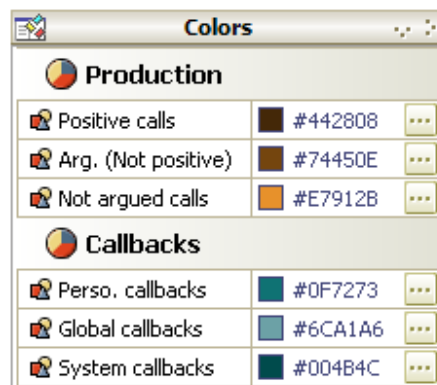 Colors
Production
Positive calls #442808 ...
Arg. (Not positive) #74450E ...
Not argued calls #E7912B ...
Callbacks
Perso. callbacks #0F7273 ...
Global callbacks #6CA1A6 ...
System callbacks #004B4C ...